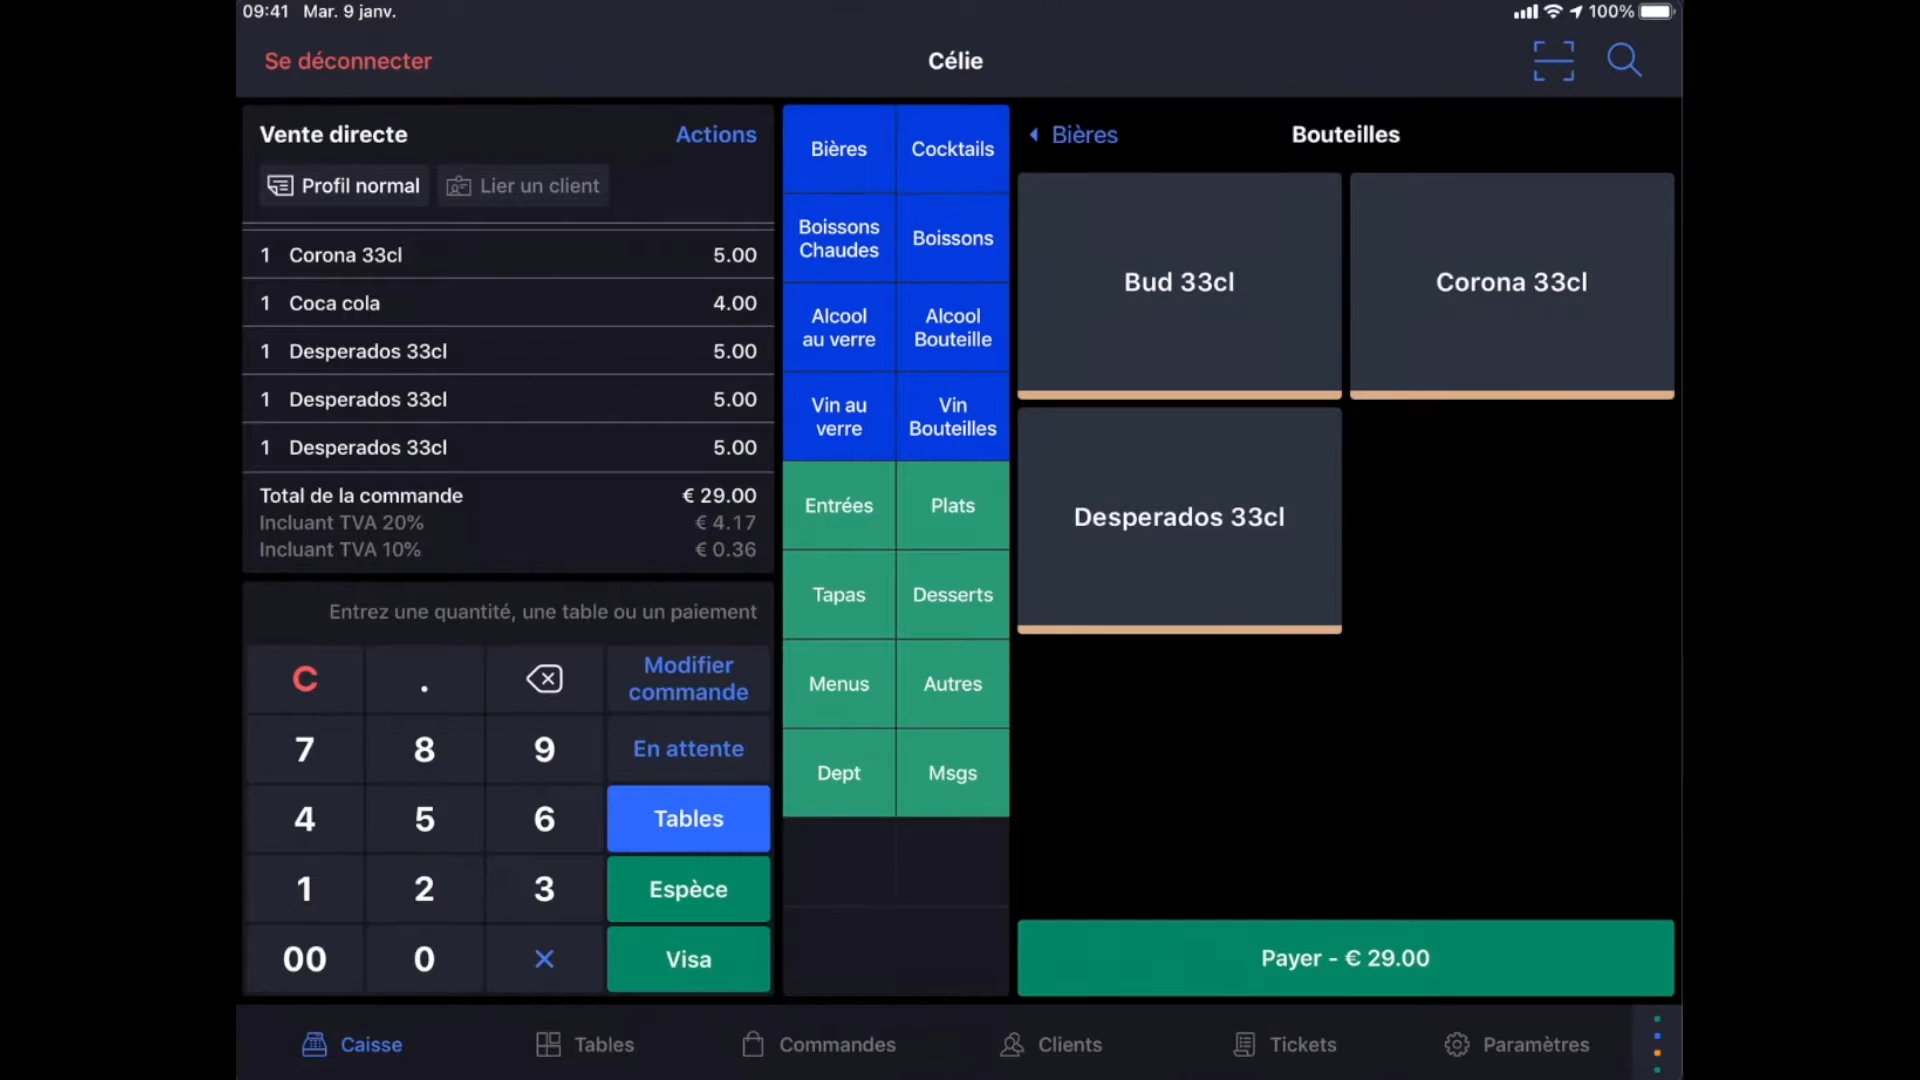 09:41 Mar. 9 janv.
100%
Se déconnecter
Célie
Vente directe
Actions
Profil normal
Lier un client
1 Corona 33cl 5.00
1 Coca cola 4.00
1 Desperados 33cl 5.00
1 Desperados 33cl 5.00
1 Desperados 33cl 5.00
Total de la commande € 29.00
Incluant TVA 20% € 4.17
Incluant TVA 10% € 0.36
Entrez une quantité, une table ou un paiement
C . 
Modifier
commande
7 8 9 En attente
4 5 6 Tables
1 2 3 Espèce
00 0 × Visa
Bières
Cocktails
Boissons
Chaudes
Boissons
Alcool
au verre
Alcool
Bouteille
Vin au
verre
Vin
Bouteilles
Entrées
Plats
Tapas
Desserts
Menus
Autres
Dept
Msgs
Bières
Bouteilles
Bud 33cl
Corona 33cl
Desperados 33cl
Payer - € 29.00
Caisse
Tables
Commandes
Clients
Tickets
Paramètres